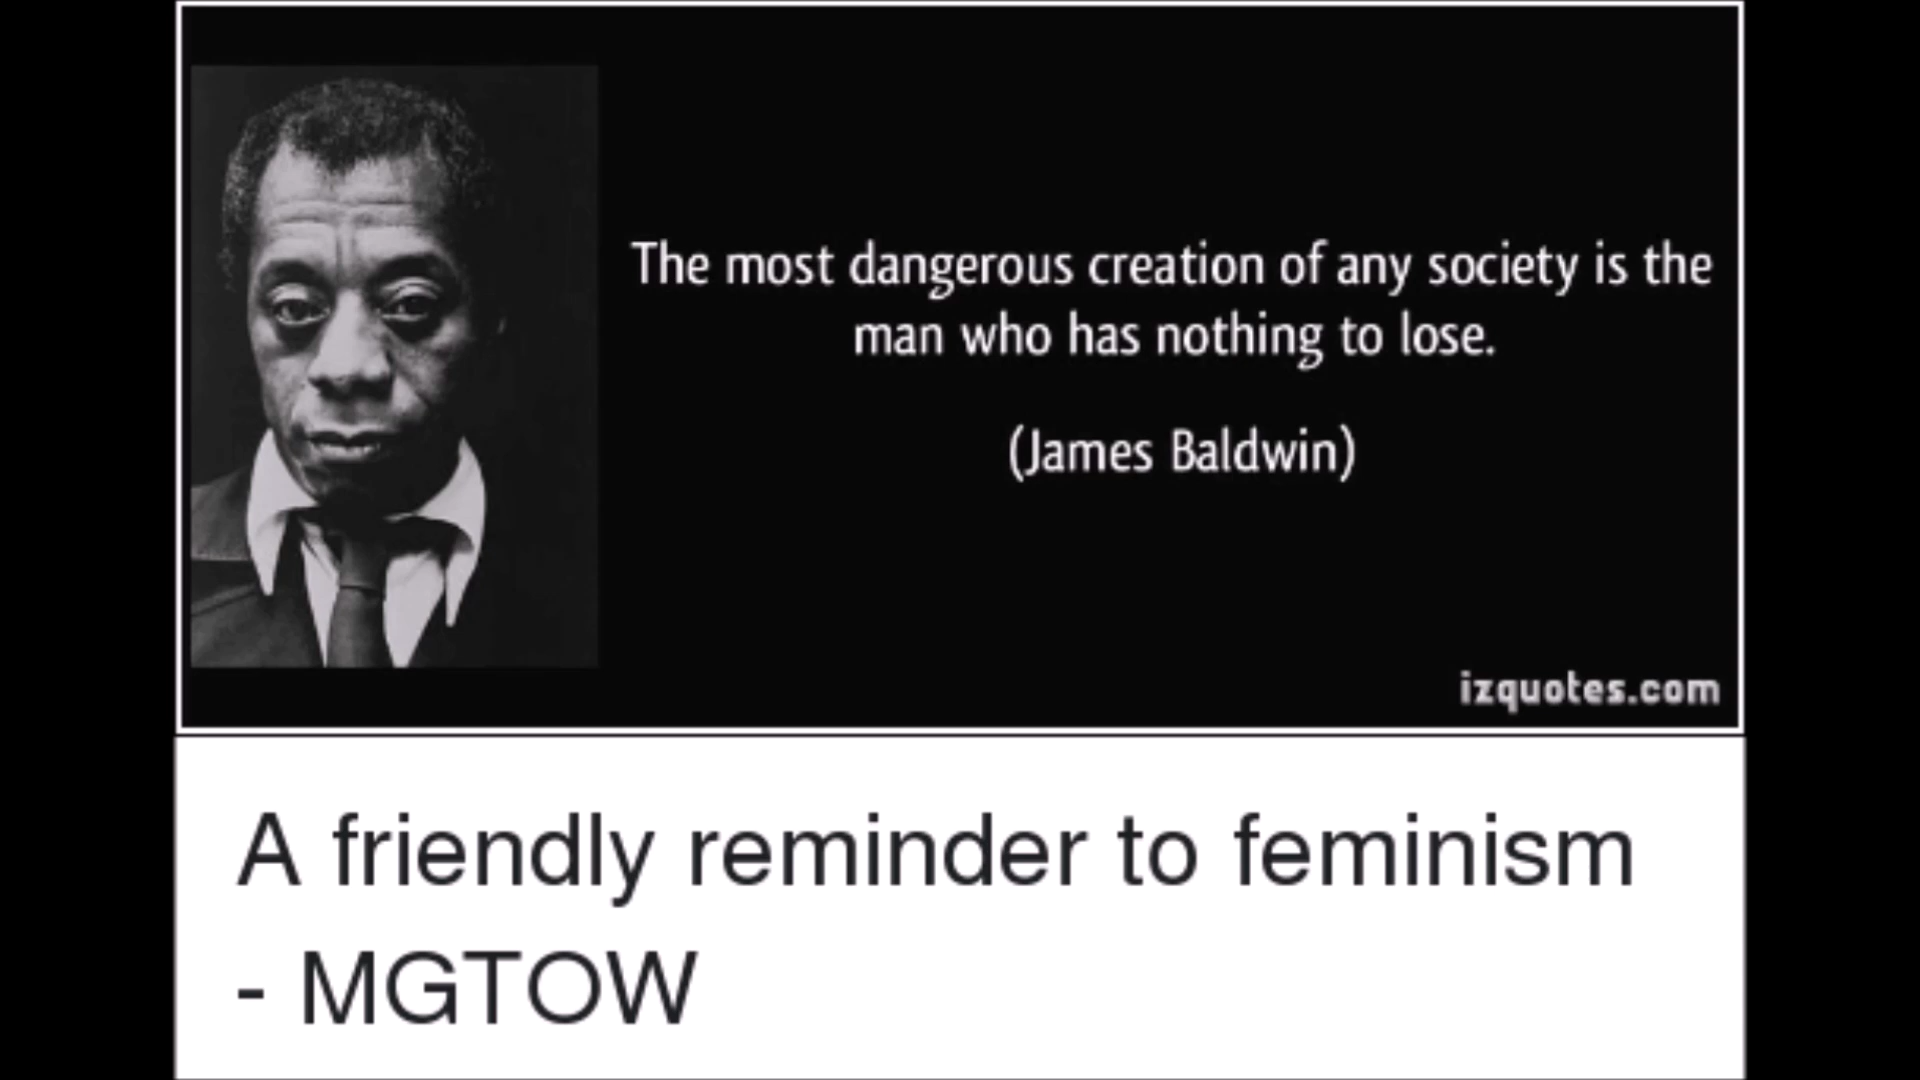 The most dangerous creation of any society is the
man who has nothing to lose.
(James Baldwin)
izquotes.com
A friendly reminder to feminism
- MGTOW